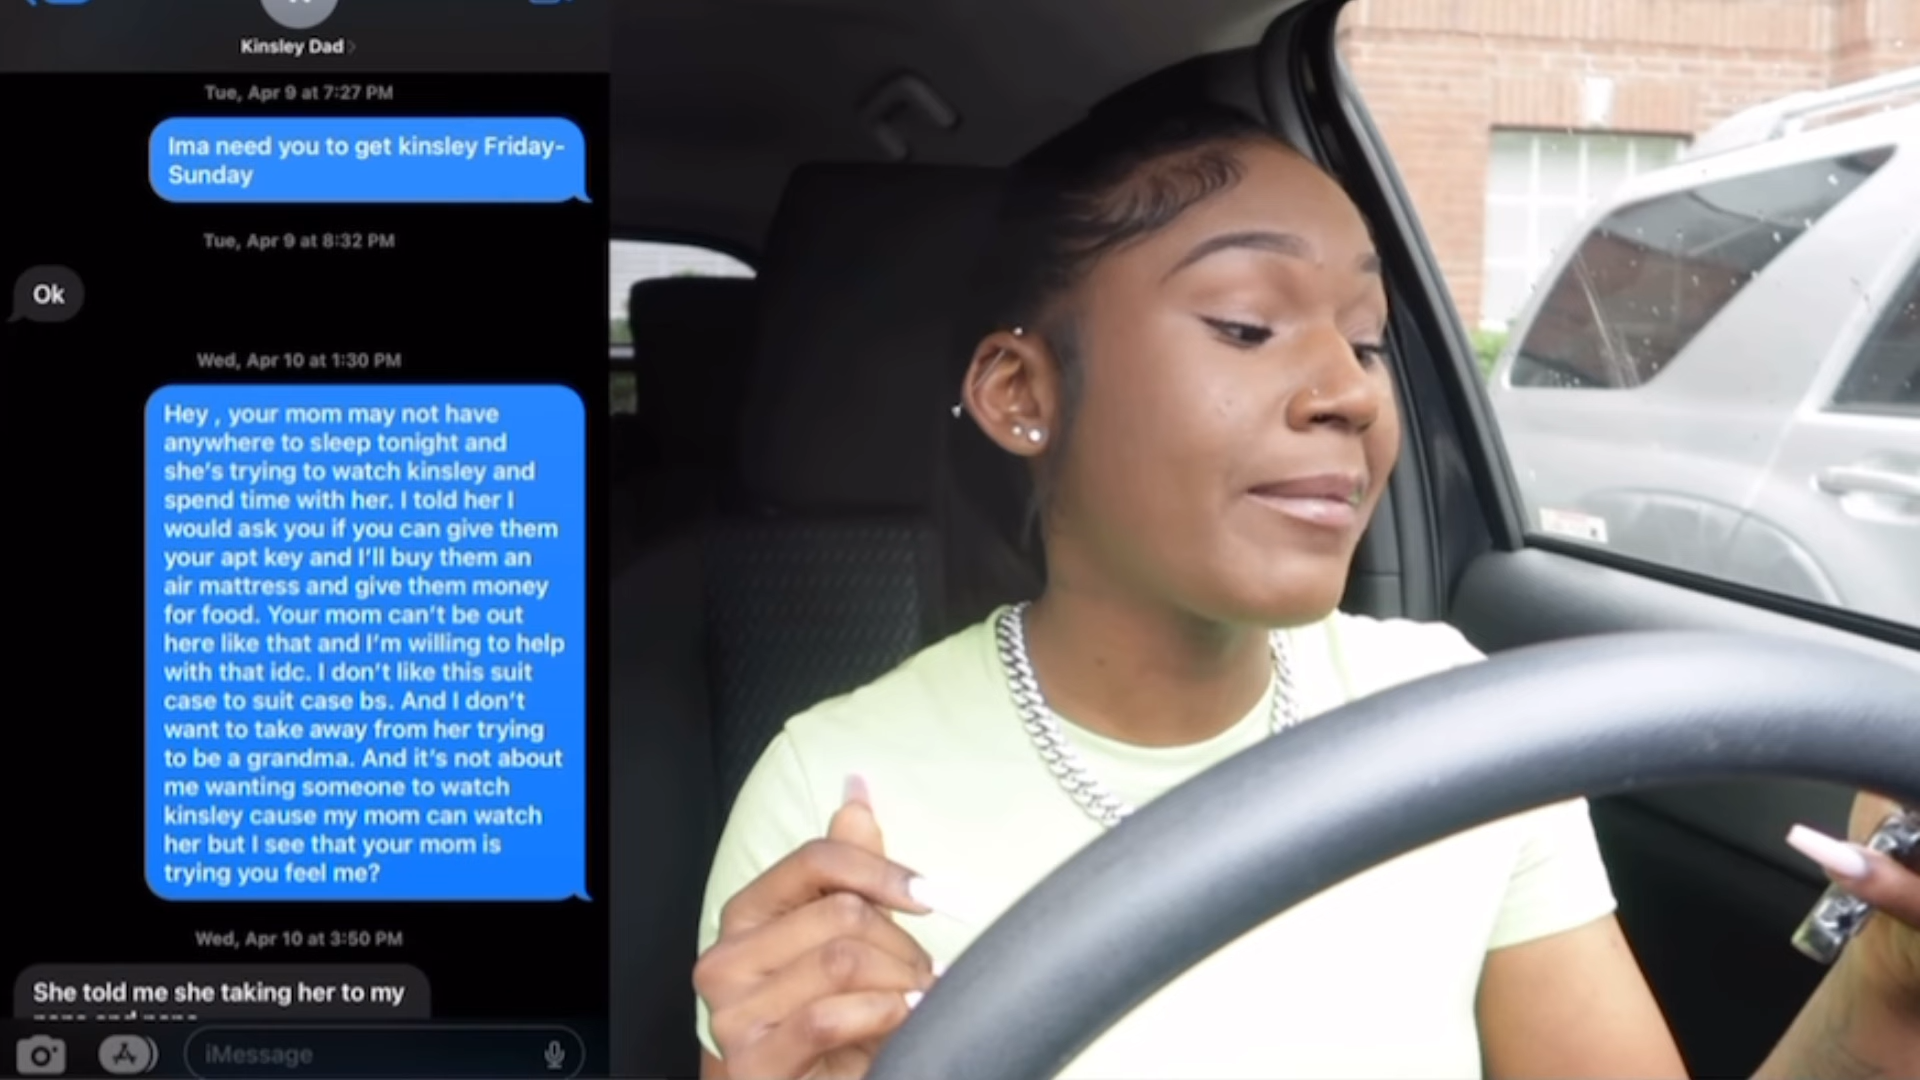 Kinsley Dad
Tue, Apr 9 at 7:27 PM
Ima need you to get kinsley Friday-
Sunday
Tue, Apr 9 at 8:32 PM
Ok
Wed, Apr 10 at 1:30 PM
Hey , your mom may not have
anywhere to sleep tonight and
she's trying to watch kinsley and
spend time with her. I told her I
would ask you if you can give them
your apt key and I'll buy them an
air mattress and give them money
for food. Your mom can't be out
here like that and I'm willing to help
with that idc. I don't like this suit
case to suit case bs. And I don't
want to take away from her trying
to be a grandma. And it's not about
me wanting someone to watch
kinsley cause my mom can watch
her but I see that your mom is
trying you feel me?
Wed, Apr 10 at 3:50 PM
She told me she taking her to my
iMessage